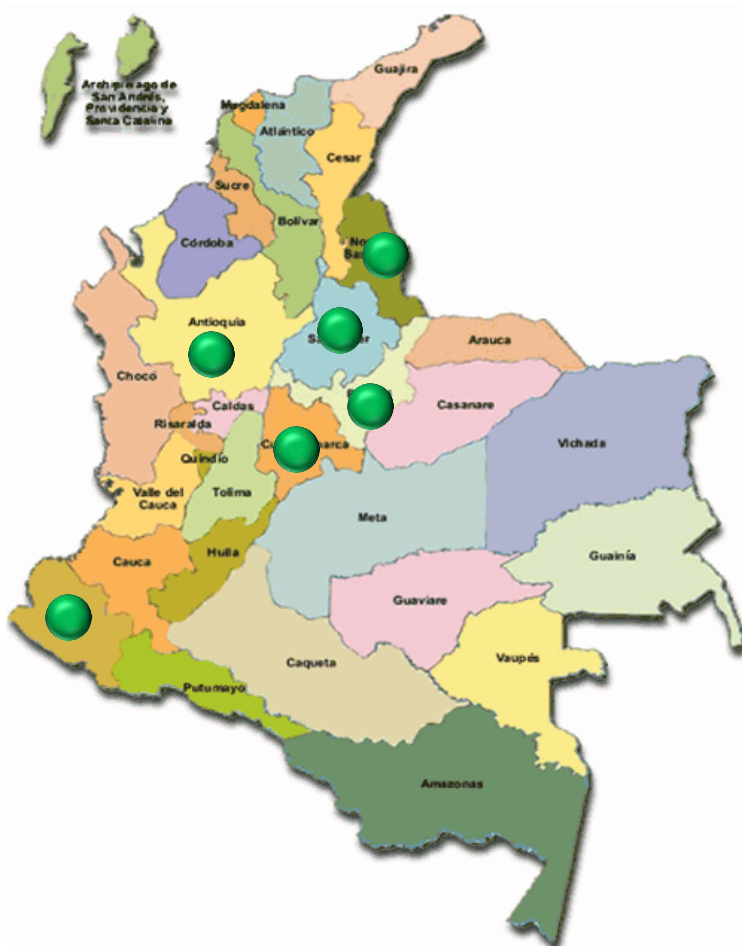 Guajira
Archipielago de
San Andrés,
Providencia y
Santa Catalina
Magdalena
Atlántico
Cesar
Sucre
Bolívar
Córdoba
Antioquia
Arauca
Chocó
Caldas
Casanare
Risaralda
Vichada
Quindío
Valle del
Cauca
Tolima
Meta
Huila
Cauca
Guainía
Guaviare
Caqueta
Vaupés
Putumayo
Amazonas